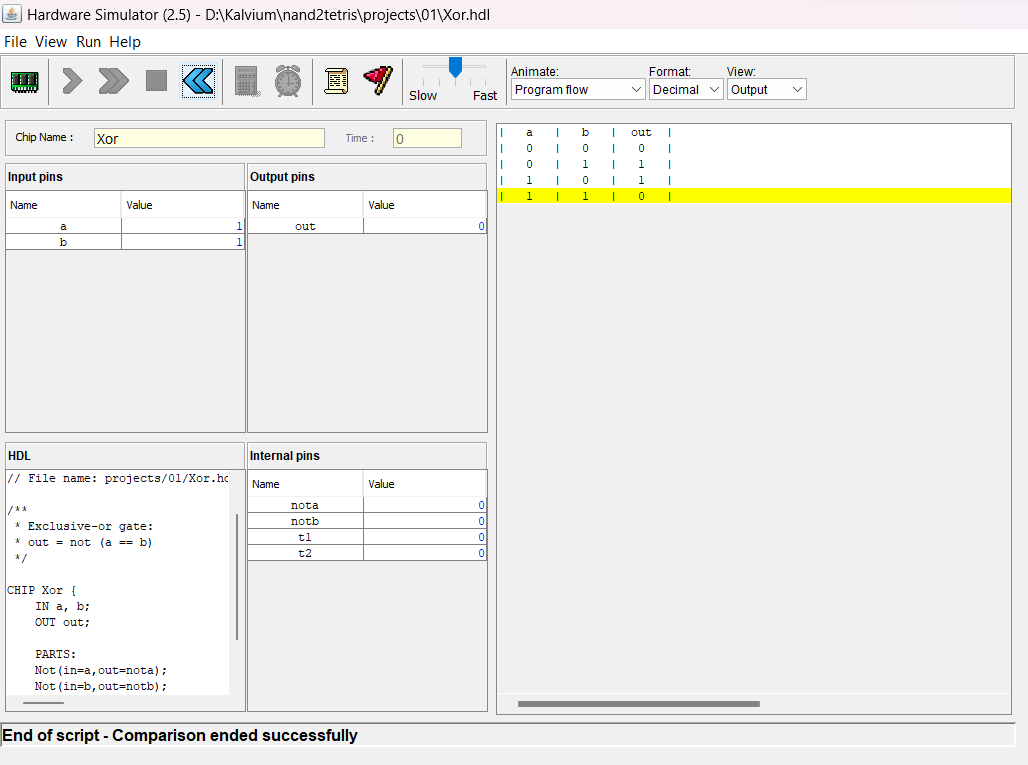 Hardware Simulator (2.5) - D:\Kalvium\nand2tetris\projects\01\Xor.hdl
File View Run Help
Slow Fast
Animate: Format: View:
Program flow Decimal Output
Chip Name : Xor Time : 0
Input pins
Name Value
a 1
b 1
Output pins
Name Value
out 0
HDL
// File name: projects/01/Xor.hd
/**
* Exclusive-or gate:
* out = not (a == b)
*/
CHIP Xor {
IN a, b;
OUT out;
PARTS:
Not(in=a,out=nota);
Not(in=b,out=notb);
Internal pins
Name Value
nota 0
notb 0
t1 0
t2 0
| a | b | out |
| 0 | 0 | 0 |
| 0 | 1 | 1 |
| 1 | 0 | 1 |
| 1 | 1 | 0 |
End of script - Comparison ended successfully